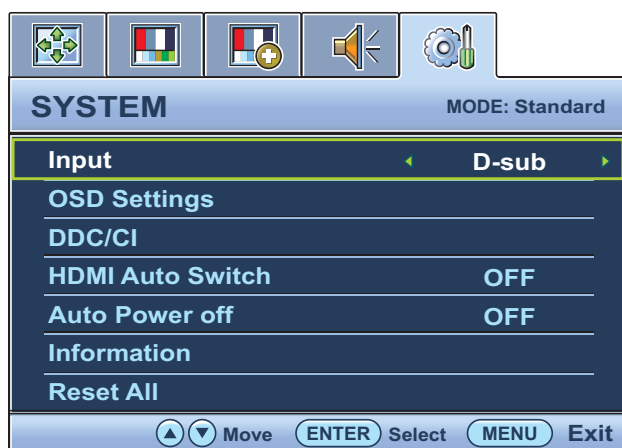 SYSTEM MODE: Standard
Input D-sub
OSD Settings
DDC/CI
HDMI Auto Switch OFF
Auto Power off OFF
Information
Reset All
Move ENTER Select MENU Exit